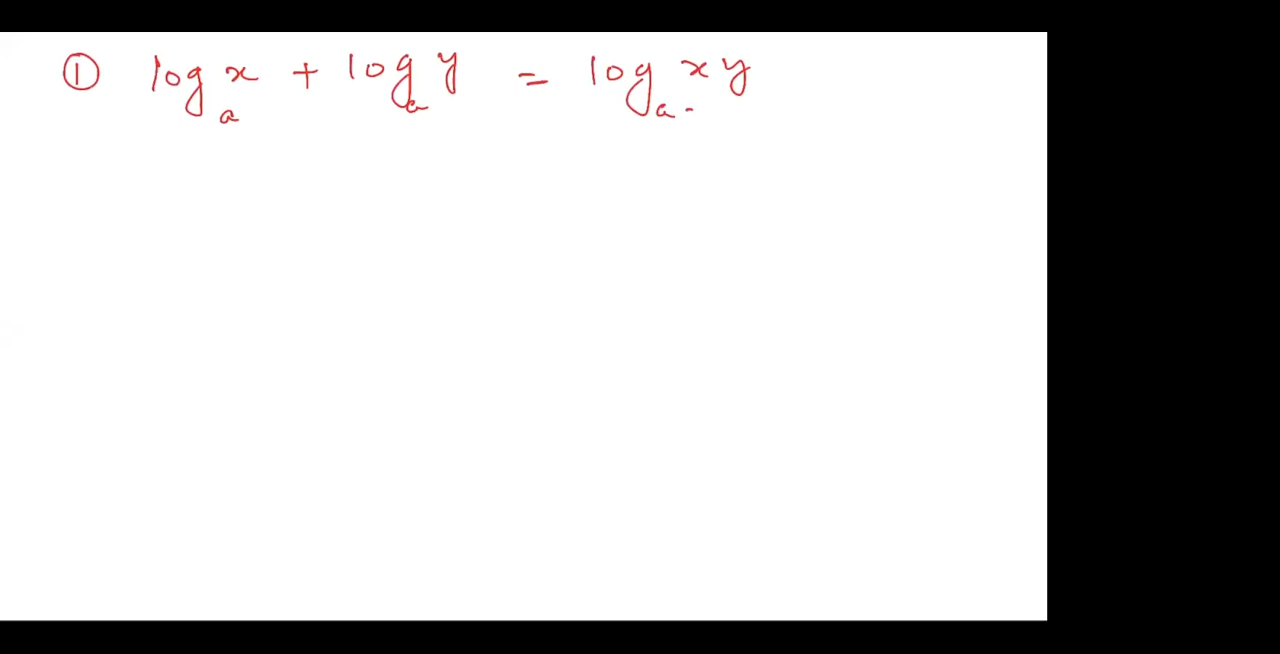 ① logₐ x + logₐ y = logₐ xy